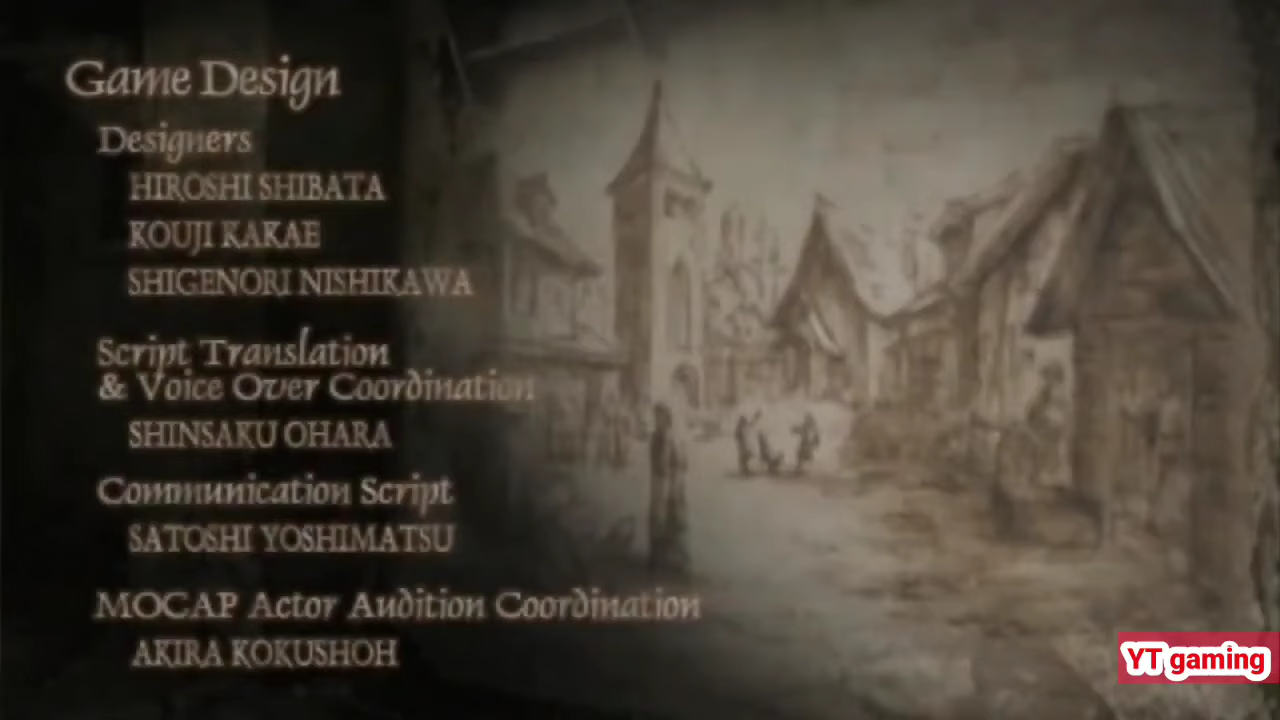 Game Design
Designers
HIROSHI SHIBATA
KOUJI KAKAE
SHIGENORI NISHIKAWA
Script Translation
& Voice Over Coordination
SHINSAKU OHARA
Communication Script
SATOSHI YOSHIMATSU
MOCAP Actor Audition Coordination
AKIRA KOKUSHOH
YT gaming